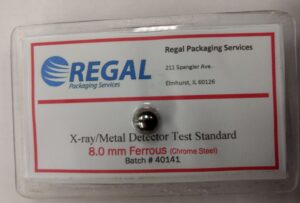 REGAL
Packaging Services
Regal Packaging Services
211 Spangler Ave.
Elmhurst, IL 60126
X-ray/Metal Detector Test Standard
8.0 mm Ferrous (Chrome Steel)
Batch # 40141